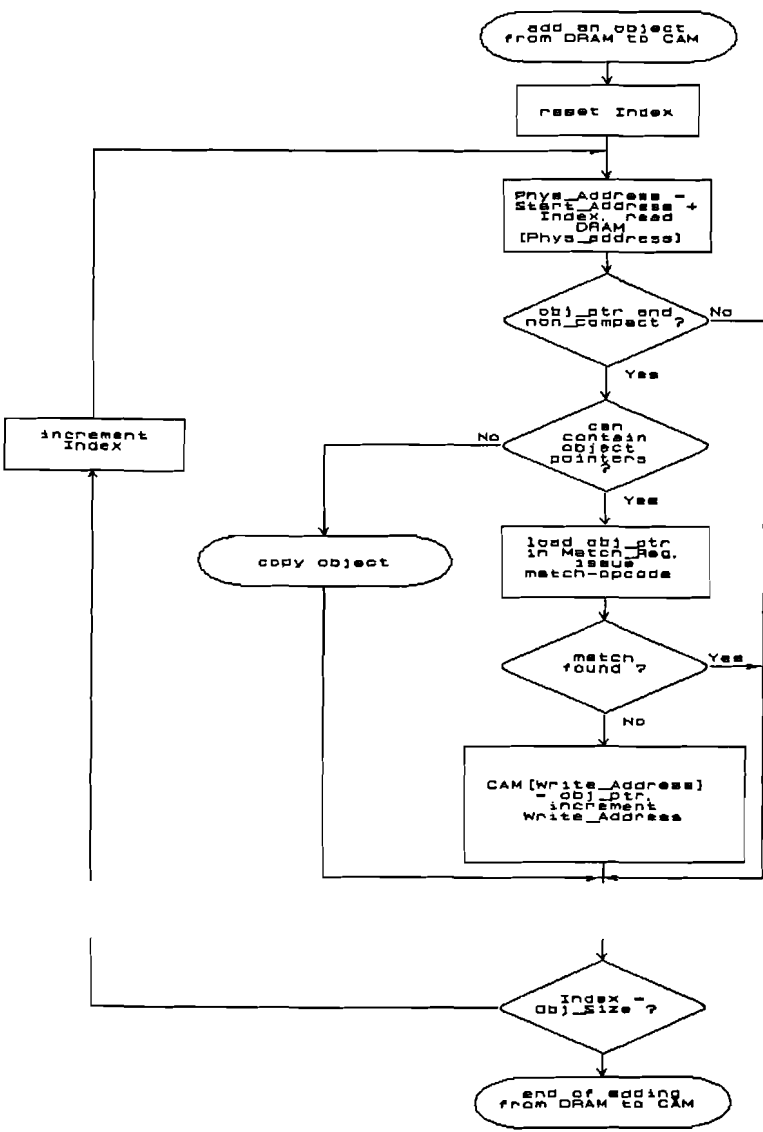 add an object
from DRAM to CAM
reset Index
Phys_Address =
Start_Address +
Index, read
DRAM
[Phys_address]
obj_ptr and
non_compact ?
No
Yes
increment
Index
can
contain
object
pointers
?
No
Yes
copy object
load obj_ptr
in Match_Reg,
issue
match-opcode
match
found ?
Yes
No
CAM [Write_Address]
= obj_ptr,
increment
Write_Address
Index =
Obj_Size ?
end of adding
from DRAM to CAM